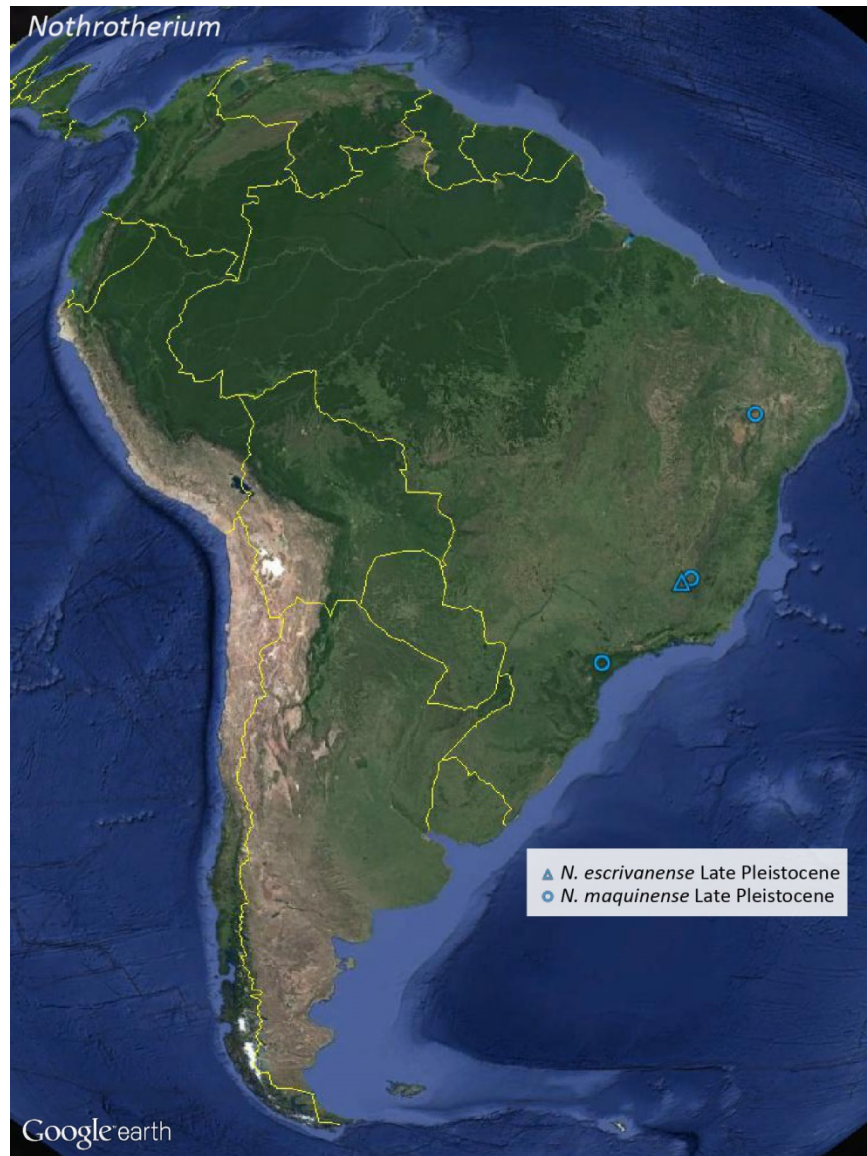 Nothrotherium
N. escrivanense Late Pleistocene
N. maquinense Late Pleistocene
Google earth